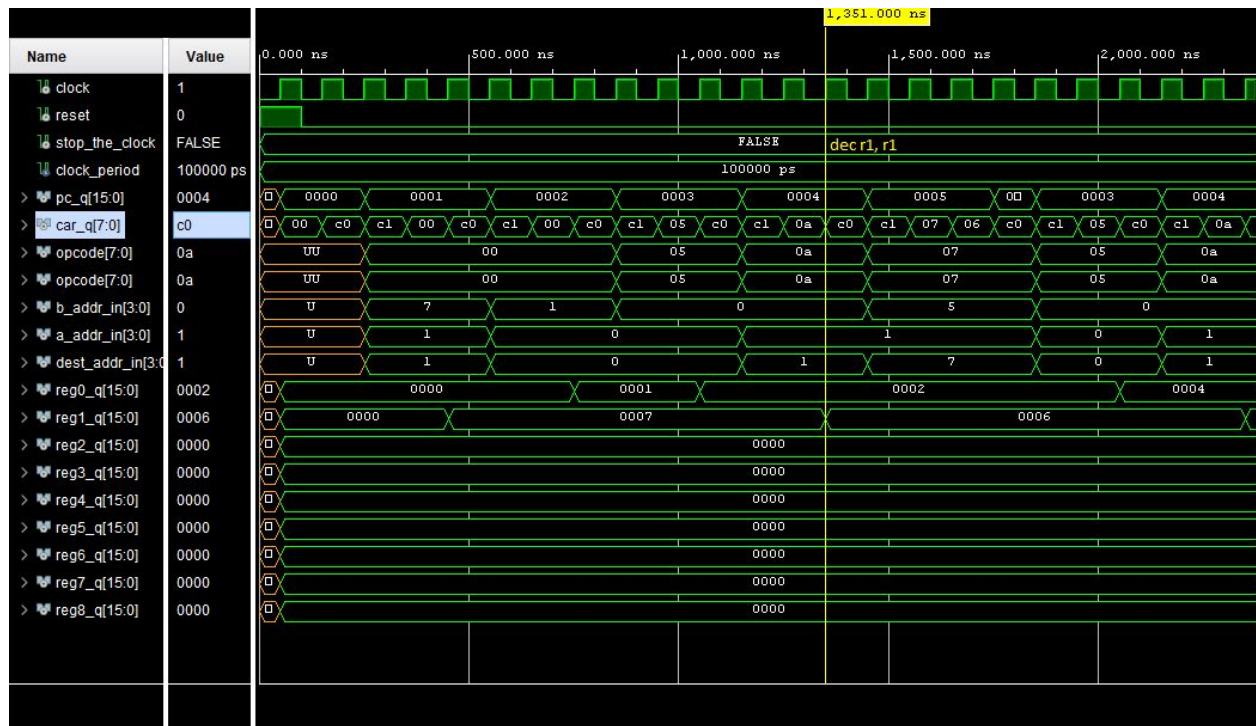 1,351.000 ns
Name Value 0.000 ns 500.000 ns 1,000.000 ns 1,500.000 ns 2,000.000 ns
clock 1
reset 0
stop_the_clock FALSE FALSE dec r1, r1
clock_period 100000 ps 100000 ps
pc_q[15:0] 0004 0000 0001 0002 0003 0004 0005 0003 0004
car_q[7:0] c0 00 c0 c1 00 c0 c1 00 c0 c1 05 c0 c1 0a c0 c1 07 06 c0 c1 05 c0 c1 0a
opcode[7:0] 0a UU 00 05 0a 07 05 0a
opcode[7:0] 0a UU 00 05 0a 07 05 0a
b_addr_in[3:0] 0 U 7 1 0 5 0
a_addr_in[3:0] 1 U 1 0 1 0 1
dest_addr_in[3:0 1 U 1 0 1 7 0 1
reg0_q[15:0] 0002 0000 0001 0002 0004
reg1_q[15:0] 0006 0000 0007 0006
reg2_q[15:0] 0000 0000
reg3_q[15:0] 0000 0000
reg4_q[15:0] 0000 0000
reg5_q[15:0] 0000 0000
reg6_q[15:0] 0000 0000
reg7_q[15:0] 0000 0000
reg8_q[15:0] 0000 0000